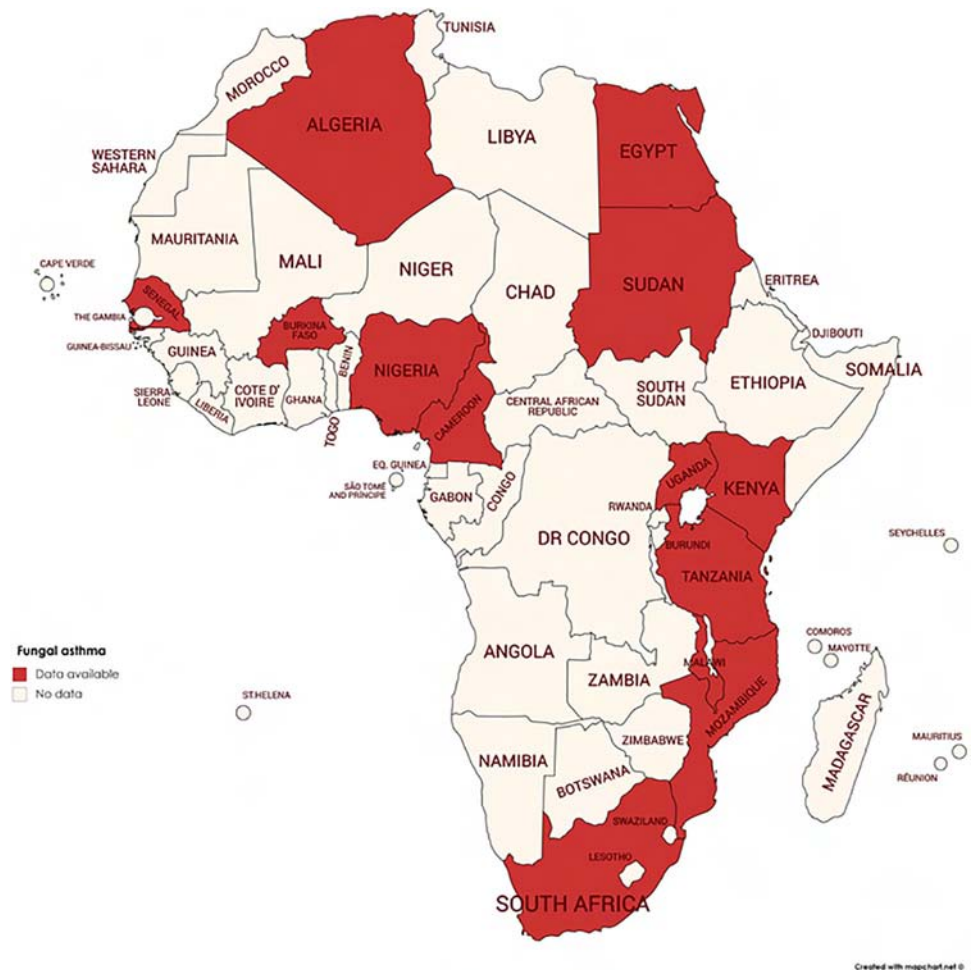 TUNISIA
MOROCCO
ALGERIA
LIBYA
EGYPT
WESTERN
SAHARA
MAURITANIA
MALI
NIGER
CHAD
SUDAN
ERITREA
CAPE VERDE
SENEGAL
THE GAMBIA
GUINEA-BISSAU
GUINEA
BURKINA
FASO
BENIN
NIGERIA
DJIBOUTI
SOMALIA
ETHIOPIA
SOUTH
SUDAN
CENTRAL AFRICAN
REPUBLIC
CAMEROON
SIERRA
LEONE
LIBERIA
COTE D'
IVOIRE
GHANA
TOGO
EQ. GUINEA
SÃO TOMÉ
AND PRÍNCIPE
GABON
CONGO
DR CONGO
UGANDA
KENYA
RWANDA
BURUNDI
TANZANIA
SEYCHELLES
COMOROS
MAYOTTE
ANGOLA
ZAMBIA
MALAWI
MOZAMBIQUE
MADAGASCAR
MAURITIUS
RÉUNION
Fungal asthma
Data available
No data
ST.HELENA
NAMIBIA
ZIMBABWE
BOTSWANA
SWAZILAND
LESOTHO
SOUTH AFRICA
Created with mapchart.net ©